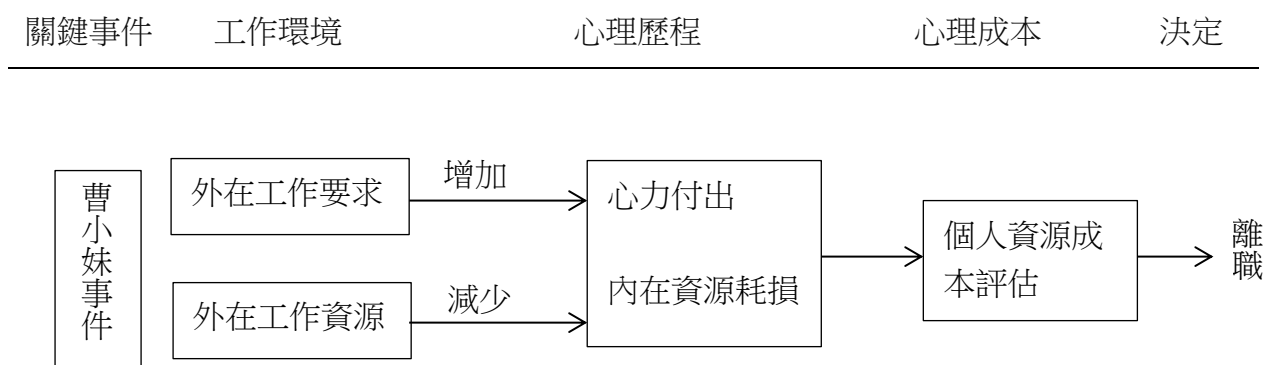 關鍵事件 工作環境 心理歷程 心理成本 決定
曹小妹事件
外在工作要求
增加
外在工作資源
減少
心力付出
內在資源耗損
個人資源成
本評估
離職